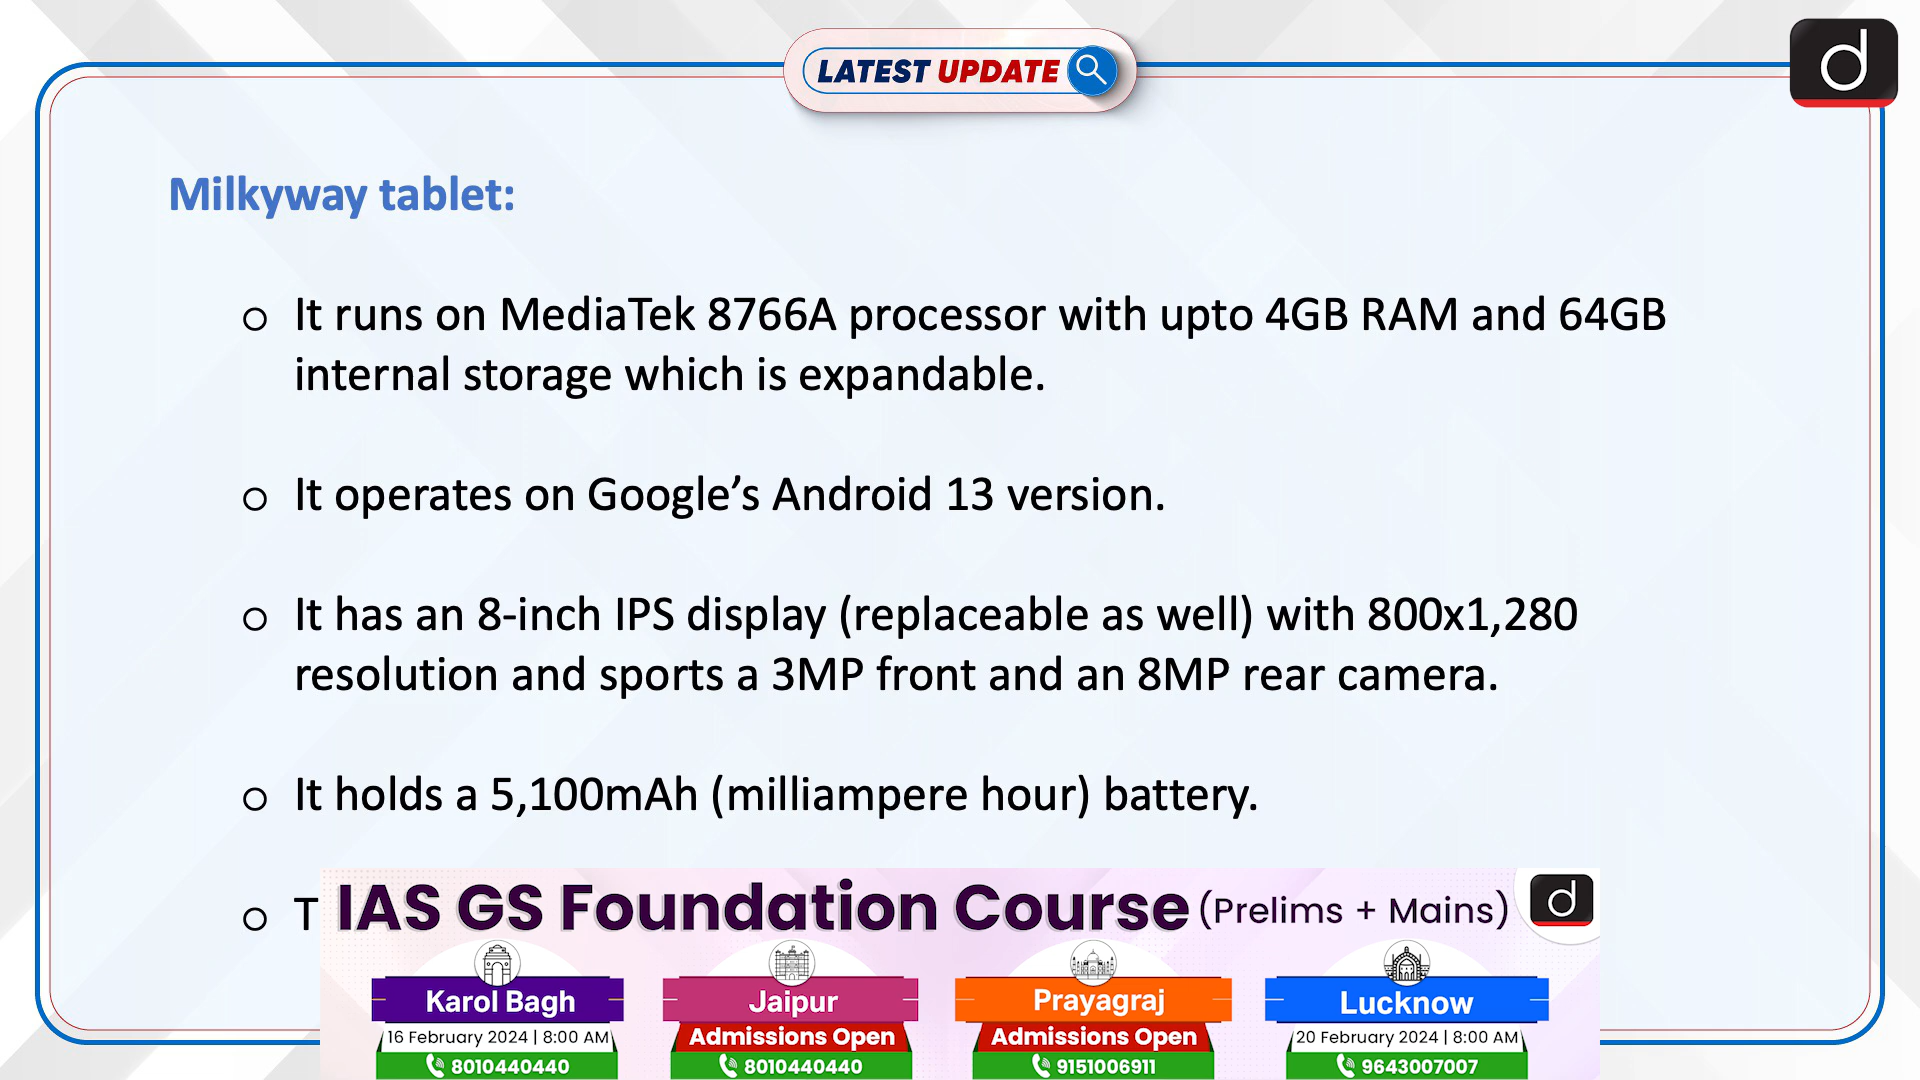 LATEST UPDATE
d
Milkyway tablet:
o It runs on MediaTek 8766A processor with upto 4GB RAM and 64GB
internal storage which is expandable.
o It operates on Google’s Android 13 version.
o It has an 8-inch IPS display (replaceable as well) with 800x1,280
resolution and sports a 3MP front and an 8MP rear camera.
o It holds a 5,100mAh (milliampere hour) battery.
o T
IAS GS Foundation Course (Prelims + Mains)
d
Karol Bagh
16 February 2024 | 8:00 AM
8010440440
Jaipur
Admissions Open
8010440440
Prayagraj
Admissions Open
9151006911
Lucknow
20 February 2024 | 8:00 AM
9643007007